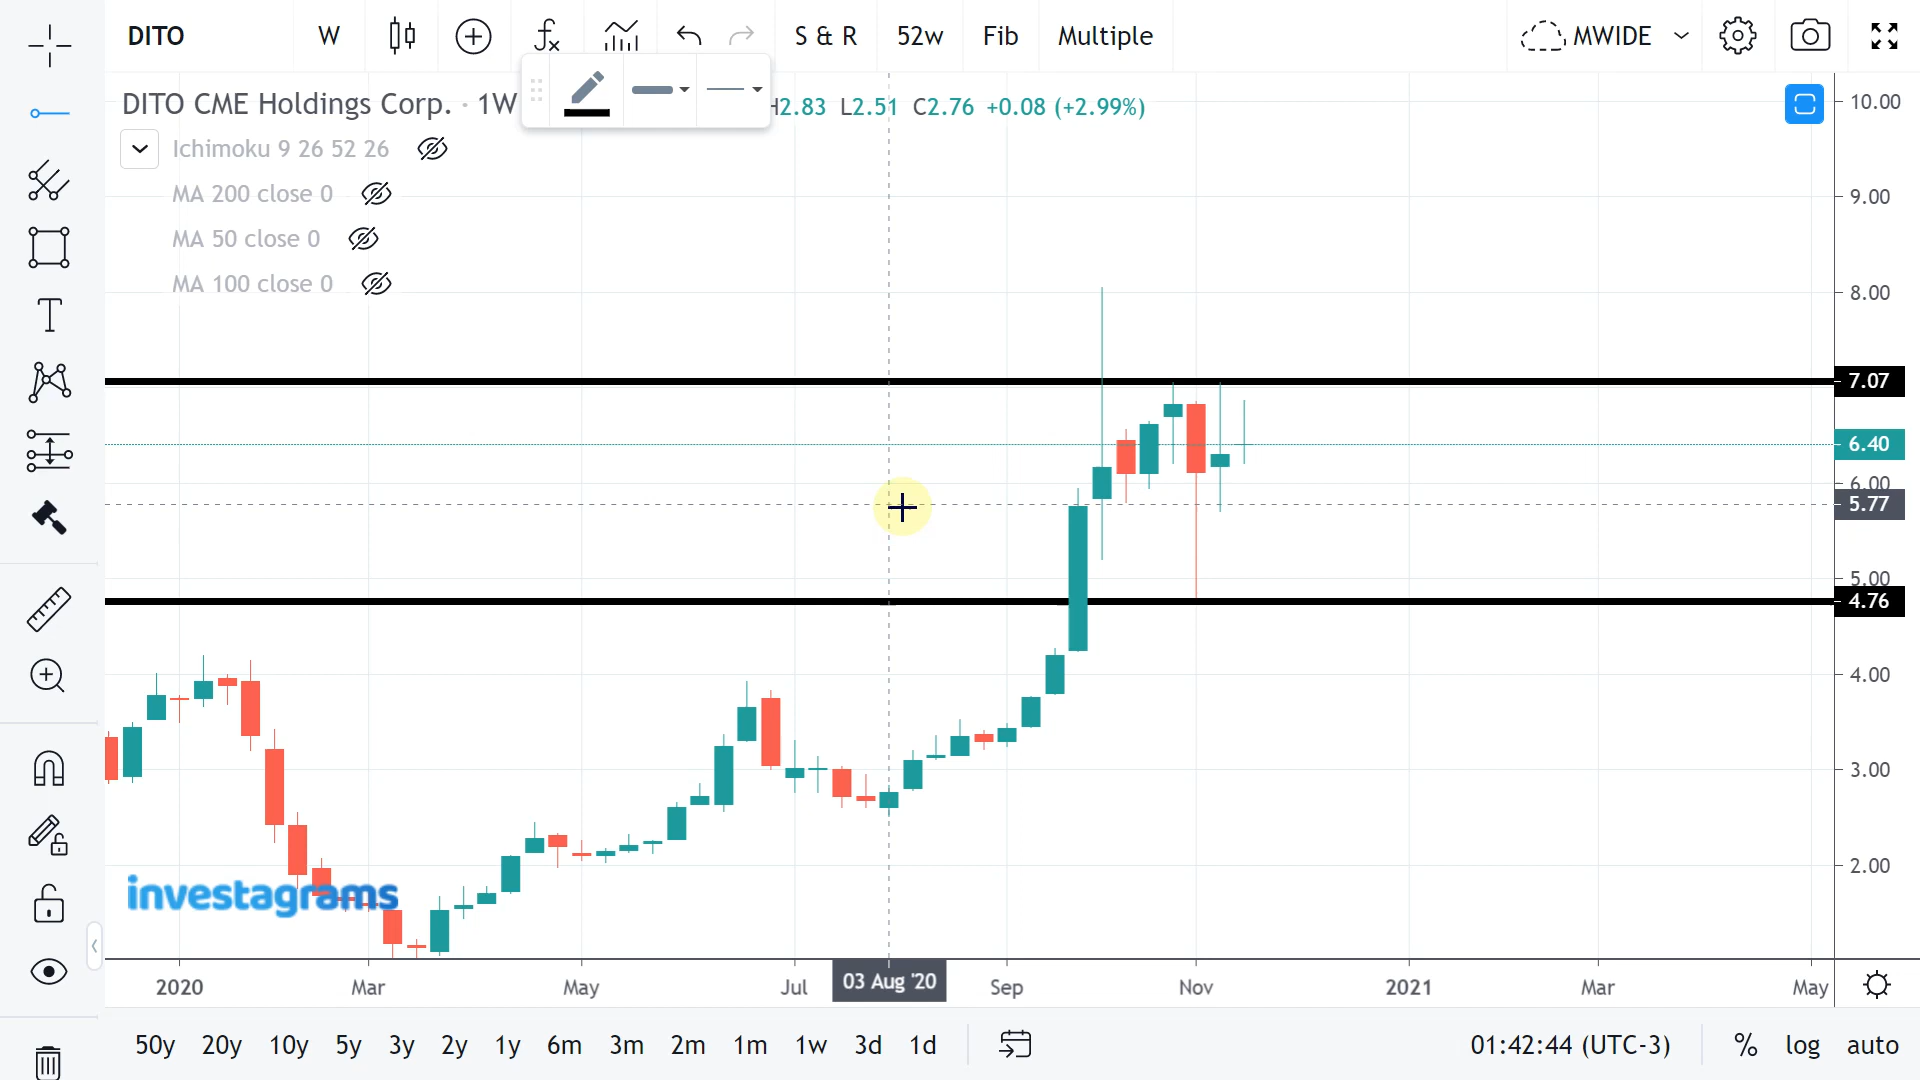 DITO W S & R 52w Fib Multiple MWIDE
DITO CME Holdings Corp. · 1W H2.83 L2.51 C2.76 +0.08 (+2.99%)
Ichimoku 9 26 52 26
MA 200 close 0
MA 50 close 0
MA 100 close 0
10.00
9.00
8.00
7.07
6.40
6.00
5.77
5.00
4.76
4.00
3.00
2.00
investagrams
2020 Mar May Jul 03 Aug '20 Sep Nov 2021 Mar May
50y 20y 10y 5y 3y 2y 1y 6m 3m 2m 1m 1w 3d 1d 01:42:44 (UTC-3) % log auto